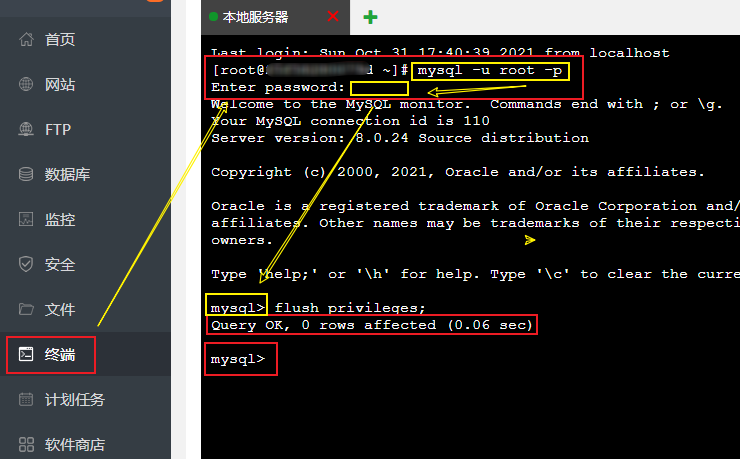 首页
网站
FTP
数据库
监控
安全
文件
终端
计划任务
软件商店
本地服务器
Last login: Sun Oct 31 17:40:39 2021 from localhost
[root@ d ~]# mysql -u root -p
Enter password:
Welcome to the MySQL monitor.  Commands end with ; or \g.
Your MySQL connection id is 110
Server version: 8.0.24 Source distribution
Copyright (c) 2000, 2021, Oracle and/or its affiliates.
Oracle is a registered trademark of Oracle Corporation and/
affiliates. Other names may be trademarks of their respecti
owners.
Type 'help;' or '\h' for help. Type '\c' to clear the curre
mysql> flush privileges;
Query OK, 0 rows affected (0.06 sec)
mysql>